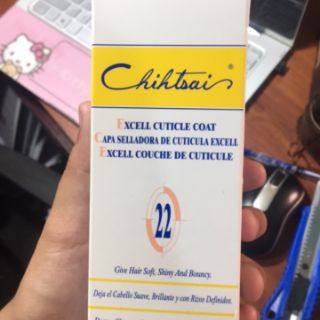 Chihtsai
EXCELL CUTICLE COAT
CAPA SELLADORA DE CUTICULA EXCELL
EXCELL COUCHE DE CUTICULE
22
Give Hair Soft, Shiny And Bouncy.
Deja el Cabello Suave, Brillante y con Rizos Definidos.